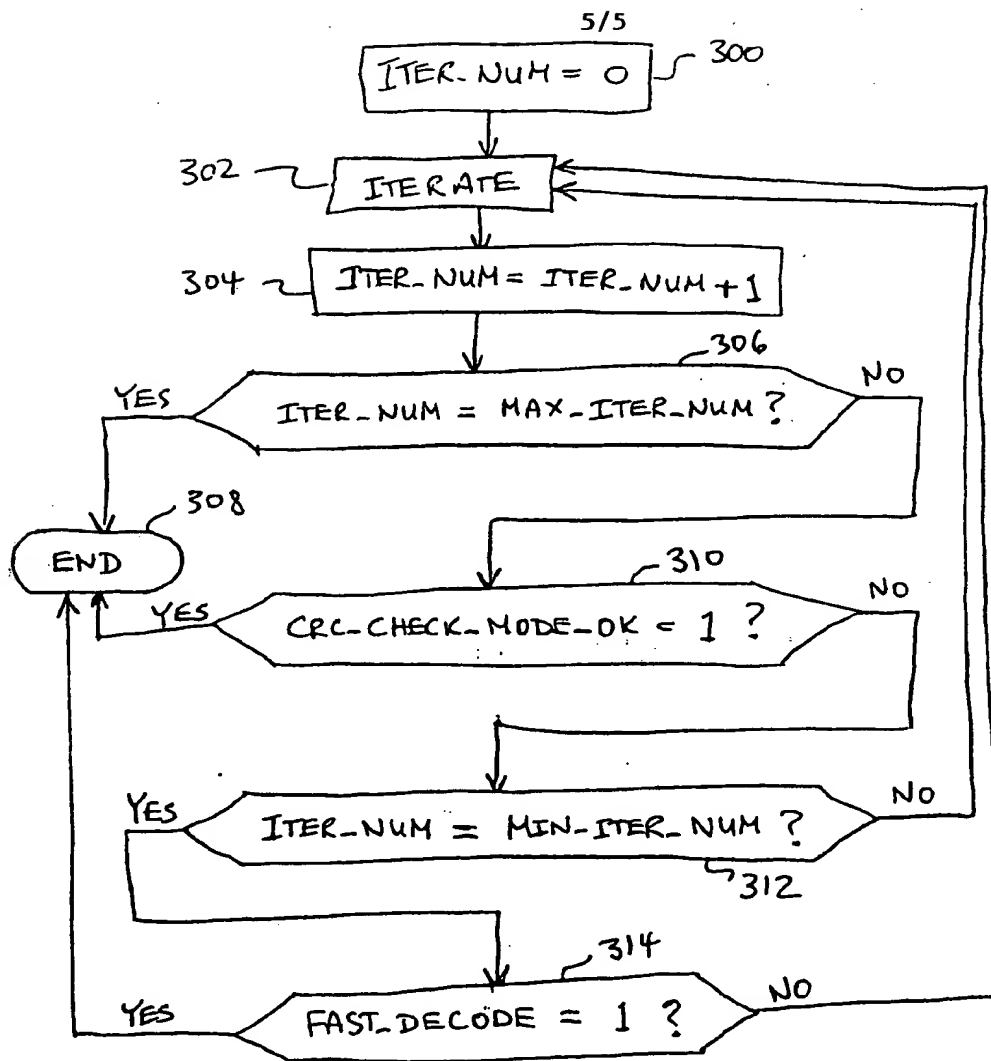 5/5
ITER_NUM = 0
300
302
ITERATE
304
ITER_NUM = ITER_NUM + 1
306
YES
ITER_NUM = MAX_ITER_NUM ?
NO
308
END
310
YES
CRC_CHECK_MODE_OK = 1 ?
NO
YES
ITER_NUM = MIN_ITER_NUM ?
NO
312
314
YES
FAST_DECODE = 1 ?
NO